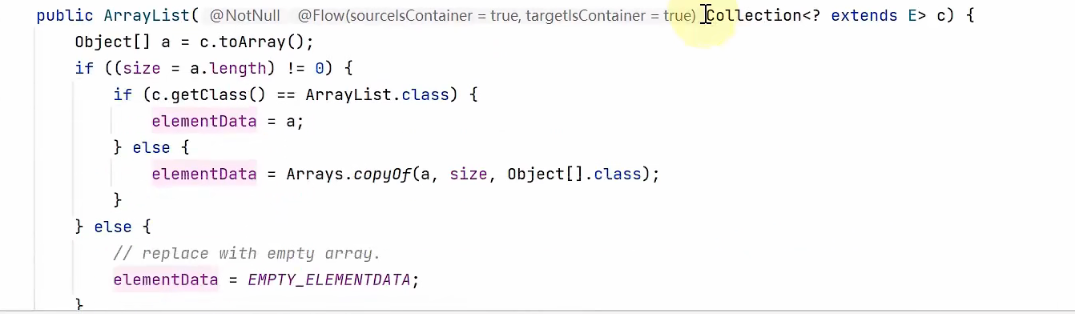 public ArrayList( @NotNull @Flow(sourceIsContainer = true, targetIsContainer = true) Collection<? extends E> c) {
    Object[] a = c.toArray();
    if ((size = a.length) != 0) {
        if (c.getClass() == ArrayList.class) {
            elementData = a;
        } else {
            elementData = Arrays.copyOf(a, size, Object[].class);
        }
    } else {
        // replace with empty array.
        elementData = EMPTY_ELEMENTDATA;
    }